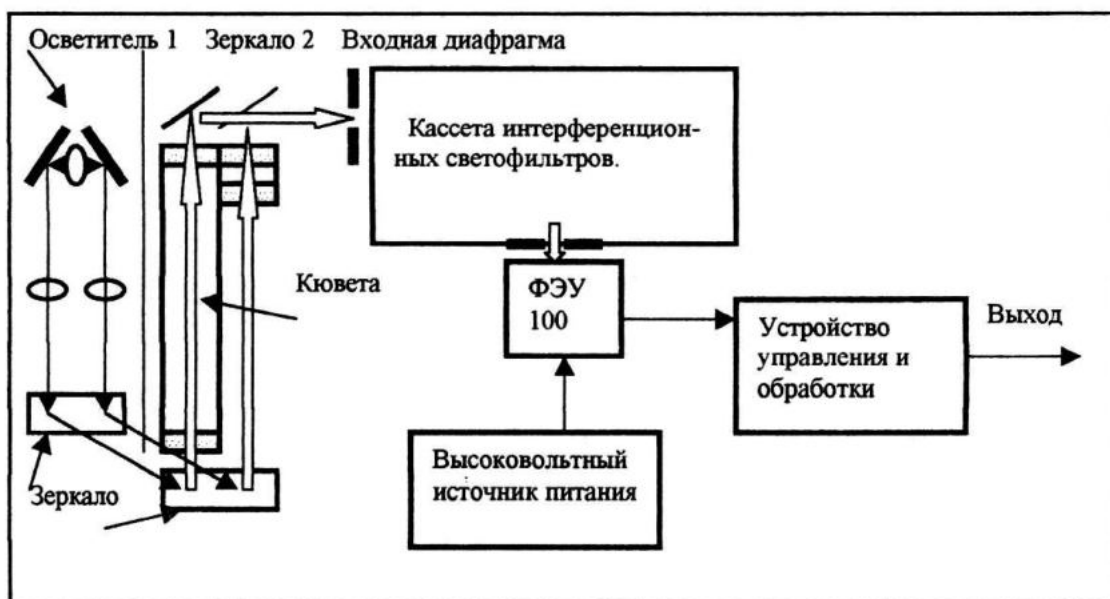 Осветитель 1 Зеркало 2 Входная диафрагма
Кассета интерференцион-
ных светофильтров.
Кювета
ФЭУ
100
Устройство
управления и
обработки
Выход
Высоковольтный
источник питания
Зеркало